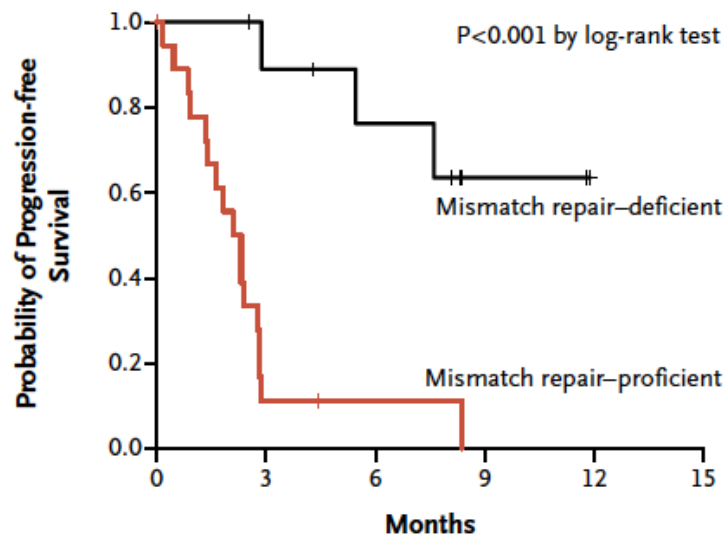 P<0.001 by log-rank test
Probability of Progression-free
Survival
1.0
0.8
0.6
0.4
0.2
0.0
Mismatch repair–deficient
Mismatch repair–proficient
0 3 6 9 12 15
Months